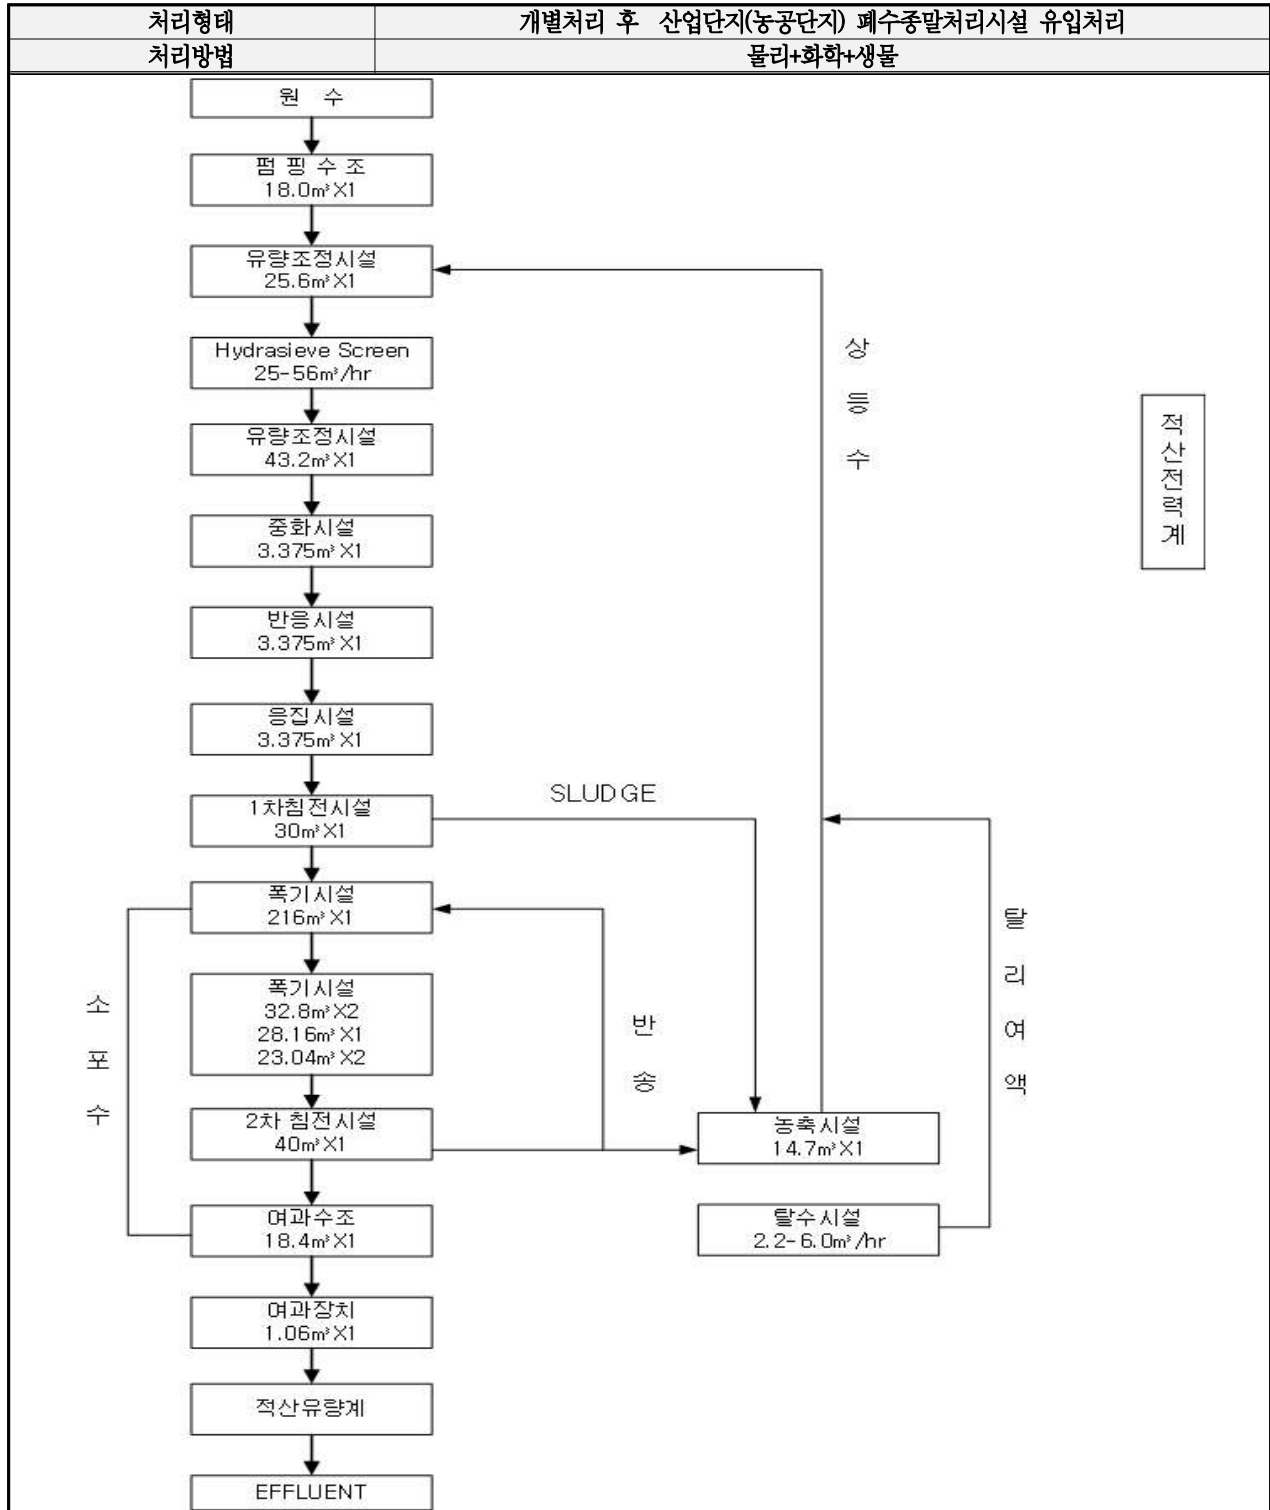 처리형태
개별처리 후 산업단지(농공단지) 폐수종말처리시설 유입처리
처리방법
물리+화학+생물
원 수
펌 핑 수 조
18.0㎥X1
유량조정시설
25.6㎥X1
Hydrasieve Screen
25-56㎥/hr
유량조정시설
43.2㎥X1
중화시설
3.375㎥X1
반응시설
3.375㎥X1
응집시설
3.375㎥X1
1차침전시설
30㎥X1
폭기시설
216㎥X1
폭기시설
32.8㎥X2
28.16㎥X1
23.04㎥X2
2차 침전시설
40㎥X1
여과수조
18.4㎥X1
여과장치
1.06㎥X1
적산유량계
EFFLUENT
소
포
수
SLUDGE
반
송
농축시설
14.7㎥X1
탈수시설
2.2-6.0㎥/hr
상
등
수
탈
리
여
액
적
산
전
력
계